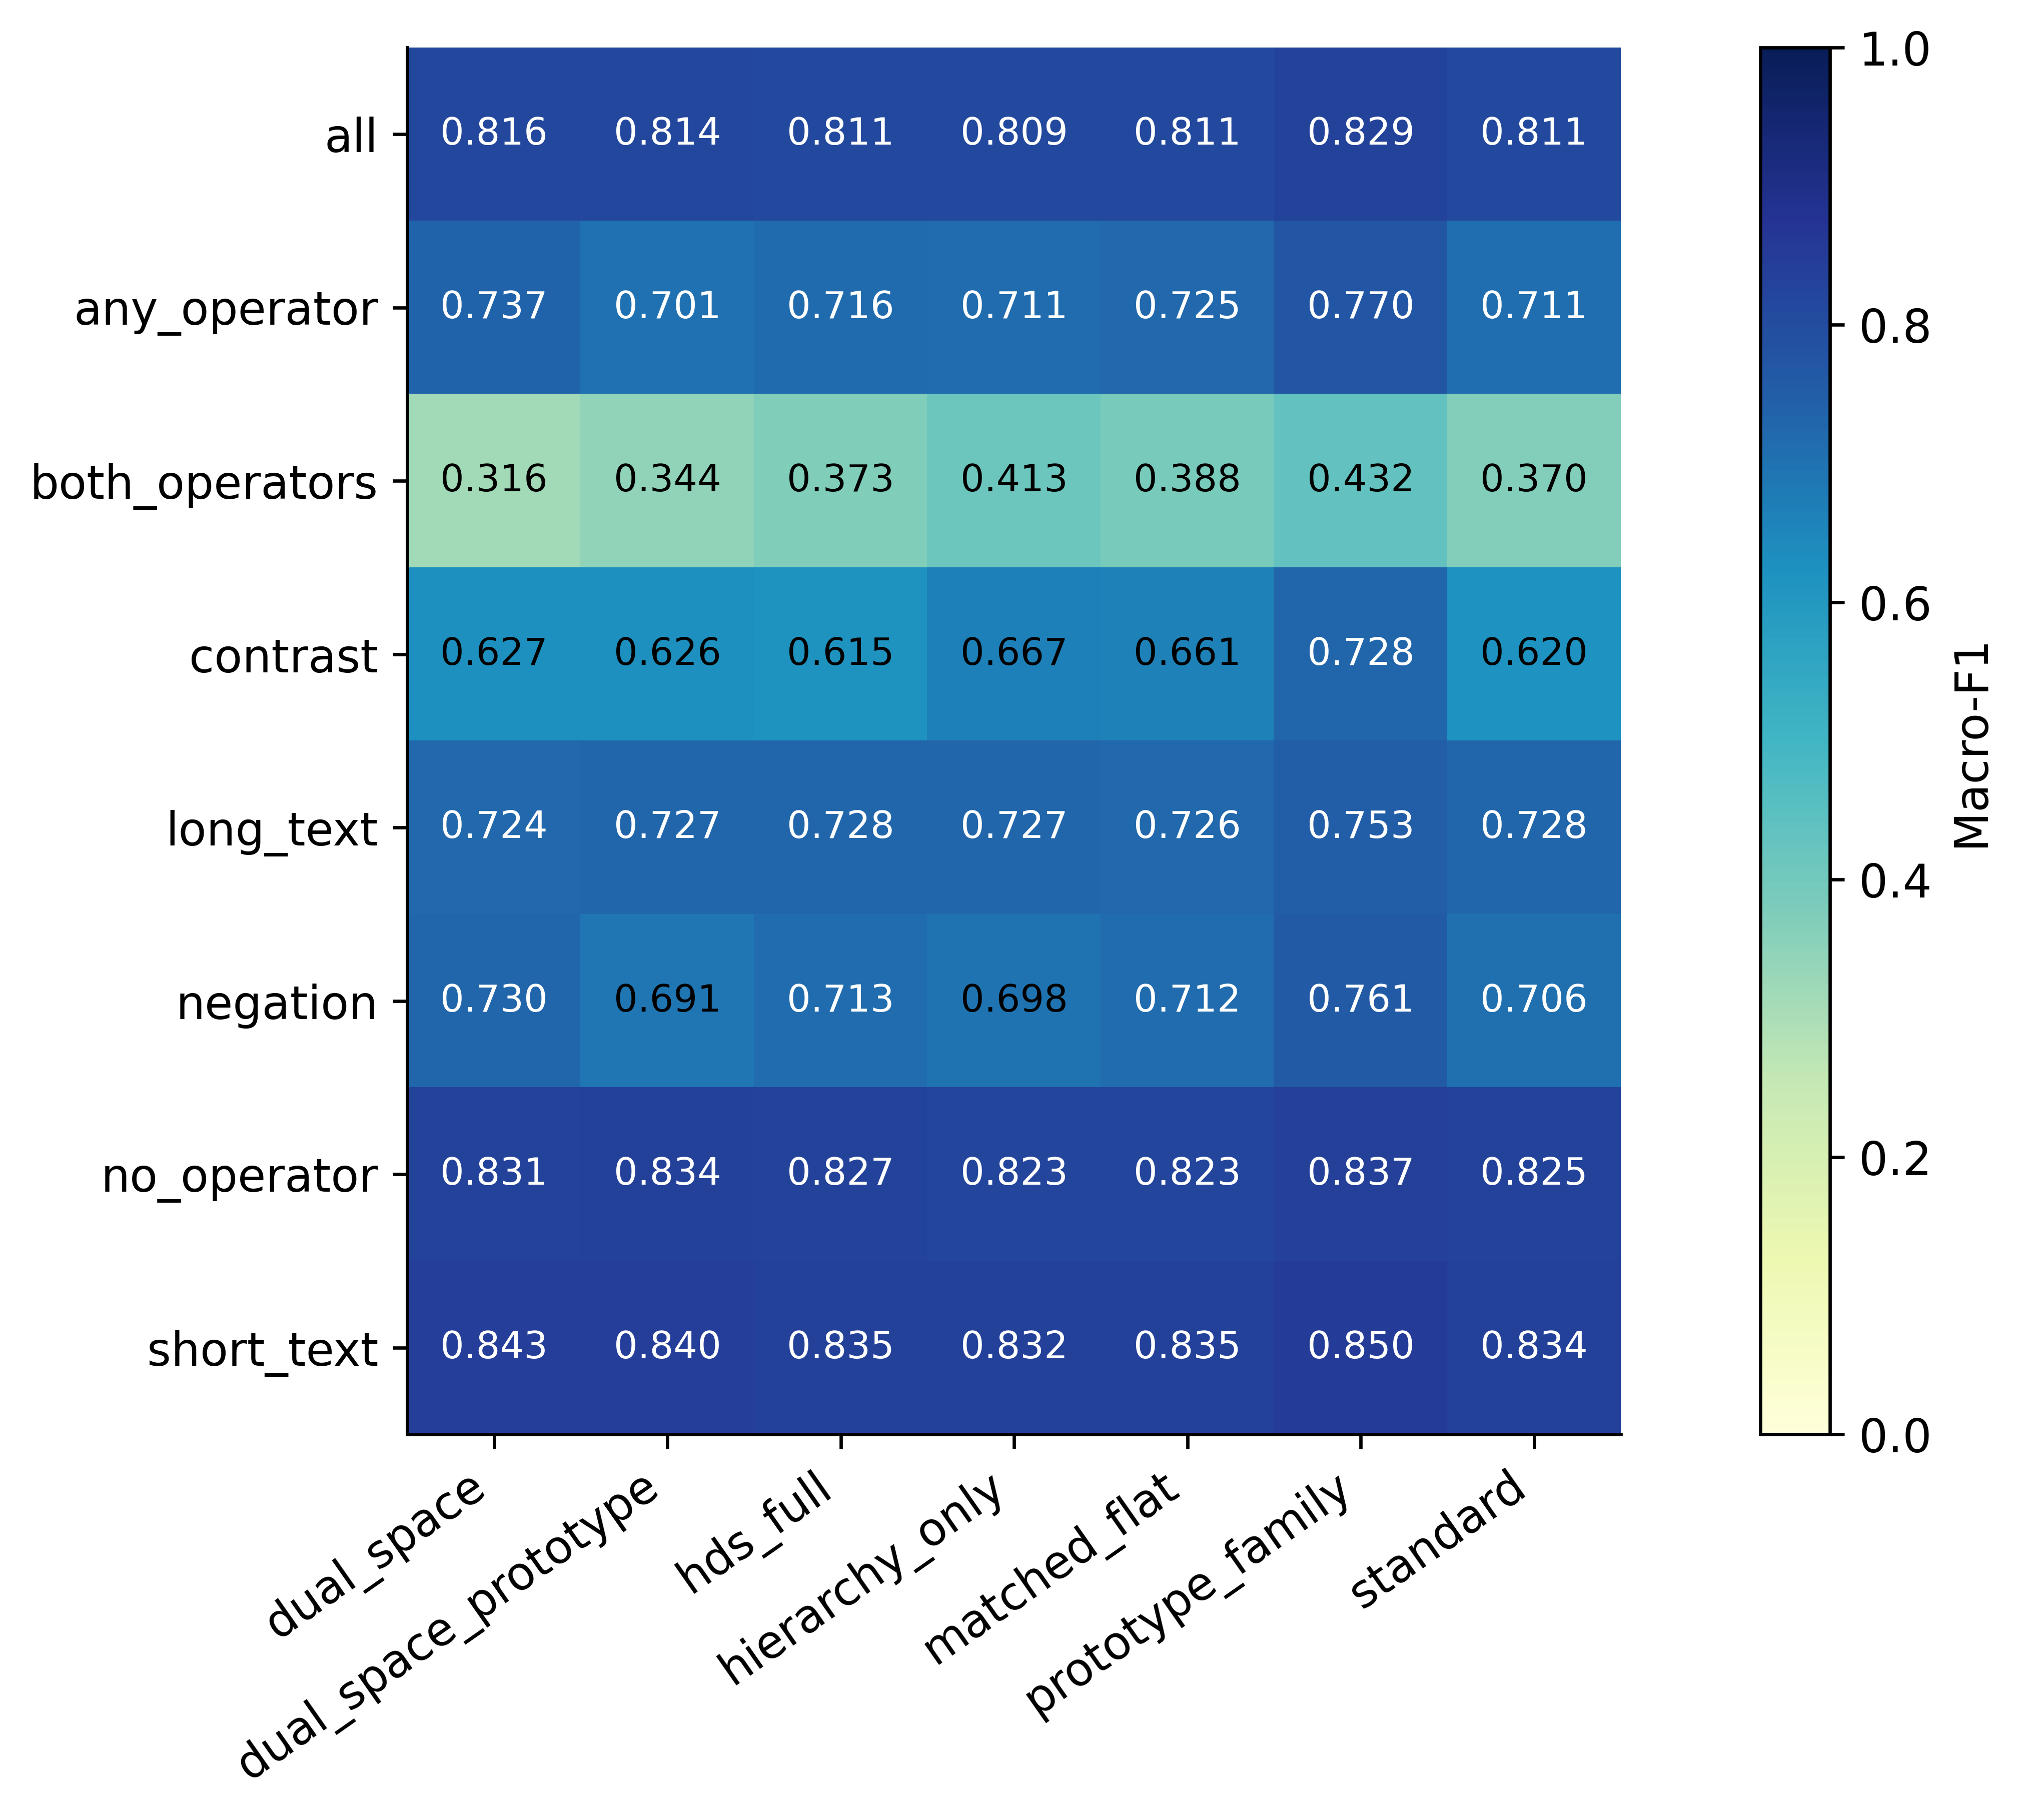 all 0.816 0.814 0.811 0.809 0.811 0.829 0.811
any_operator 0.737 0.701 0.716 0.711 0.725 0.770 0.711
both_operators 0.316 0.344 0.373 0.413 0.388 0.432 0.370
contrast 0.627 0.626 0.615 0.667 0.661 0.728 0.620
long_text 0.724 0.727 0.728 0.727 0.726 0.753 0.728
negation 0.730 0.691 0.713 0.698 0.712 0.761 0.706
no_operator 0.831 0.834 0.827 0.823 0.823 0.837 0.825
short_text 0.843 0.840 0.835 0.832 0.835 0.850 0.834
dual_space
dual_space_prototype
hds_full
hierarchy_only
matched_flat
prototype_family
standard
1.0
0.8
0.6
0.4
0.2
0.0
Macro-F1